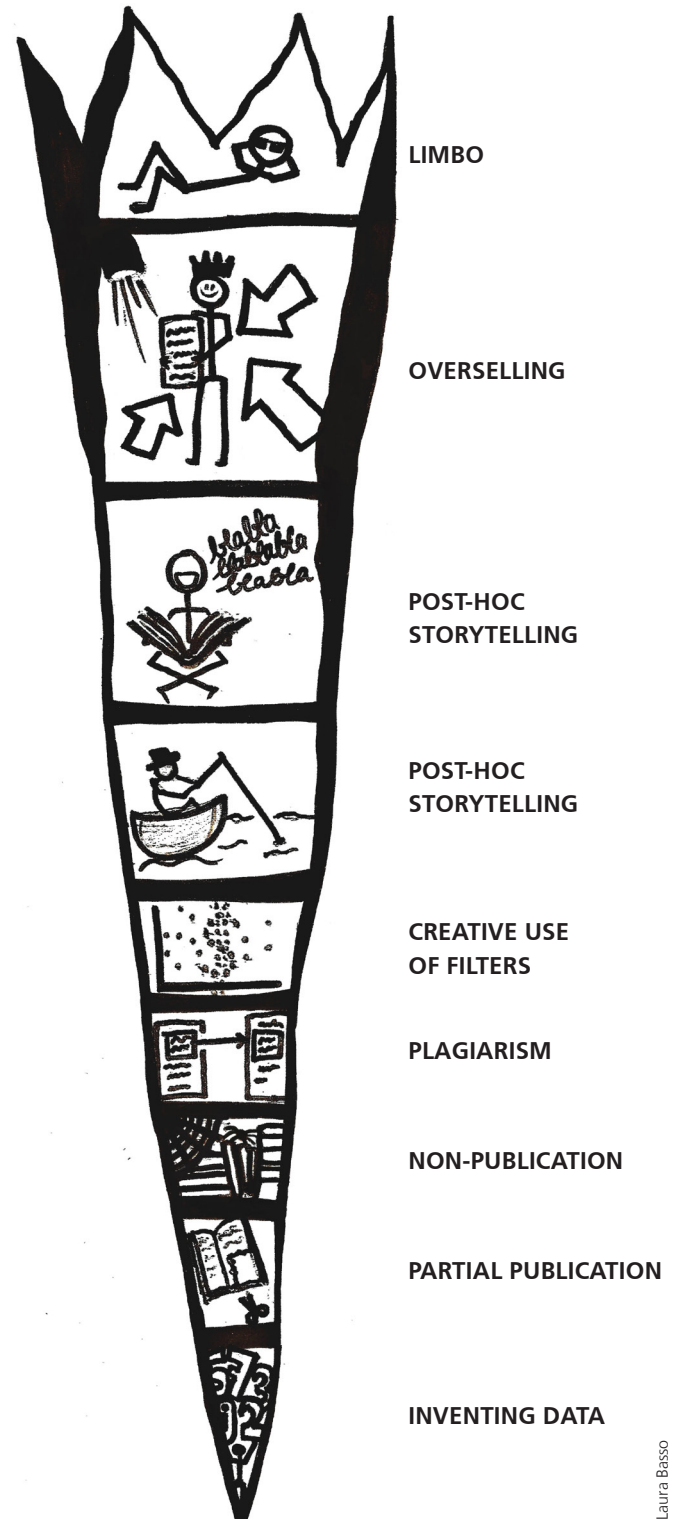 LIMBO
OVERSELLING
blabla
blablabla
blabla
POST-HOC
STORYTELLING
POST-HOC
STORYTELLING
CREATIVE USE
OF FILTERS
PLAGIARISM
NON-PUBLICATION
PARTIAL PUBLICATION
INVENTING DATA
Laura Basso